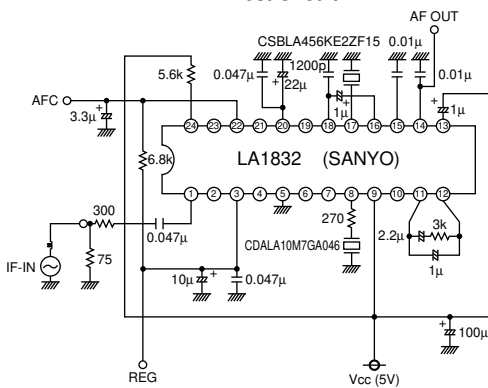 AF OUT
CSBLA456KE2ZF15
0.01μ
5.6k
0.047μ
+
22μ
1200p
+
1μ
0.01μ
+
1μ
AFC
3.3μ
+
24
23
22
21
20
19
18
17
16
15
14
13
6.8k
LA1832 (SANYO)
1
2
3
4
5
6
7
8
9
10
11
12
300
0.047μ
270
2.2μ
3k
75
IF-IN
CDALA10M7GA046
1μ
10μ
+
0.047μ
+
100μ
REG
Vcc (5V)